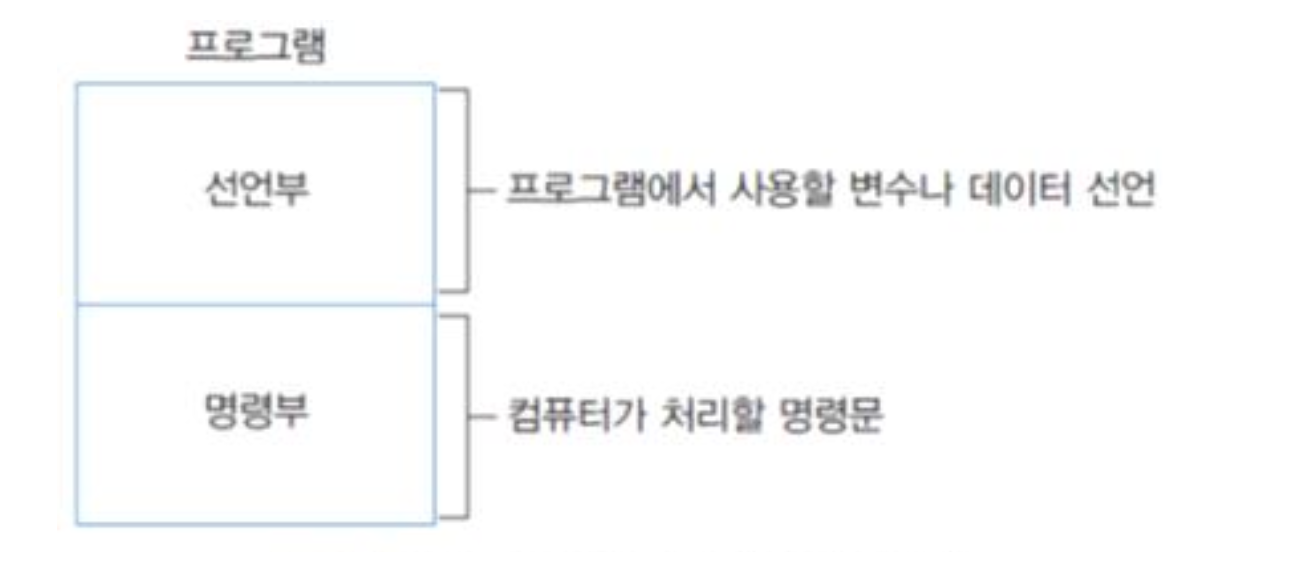 프로그램
선언부
프로그램에서 사용할 변수나 데이터 선언
명령부
컴퓨터가 처리할 명령문